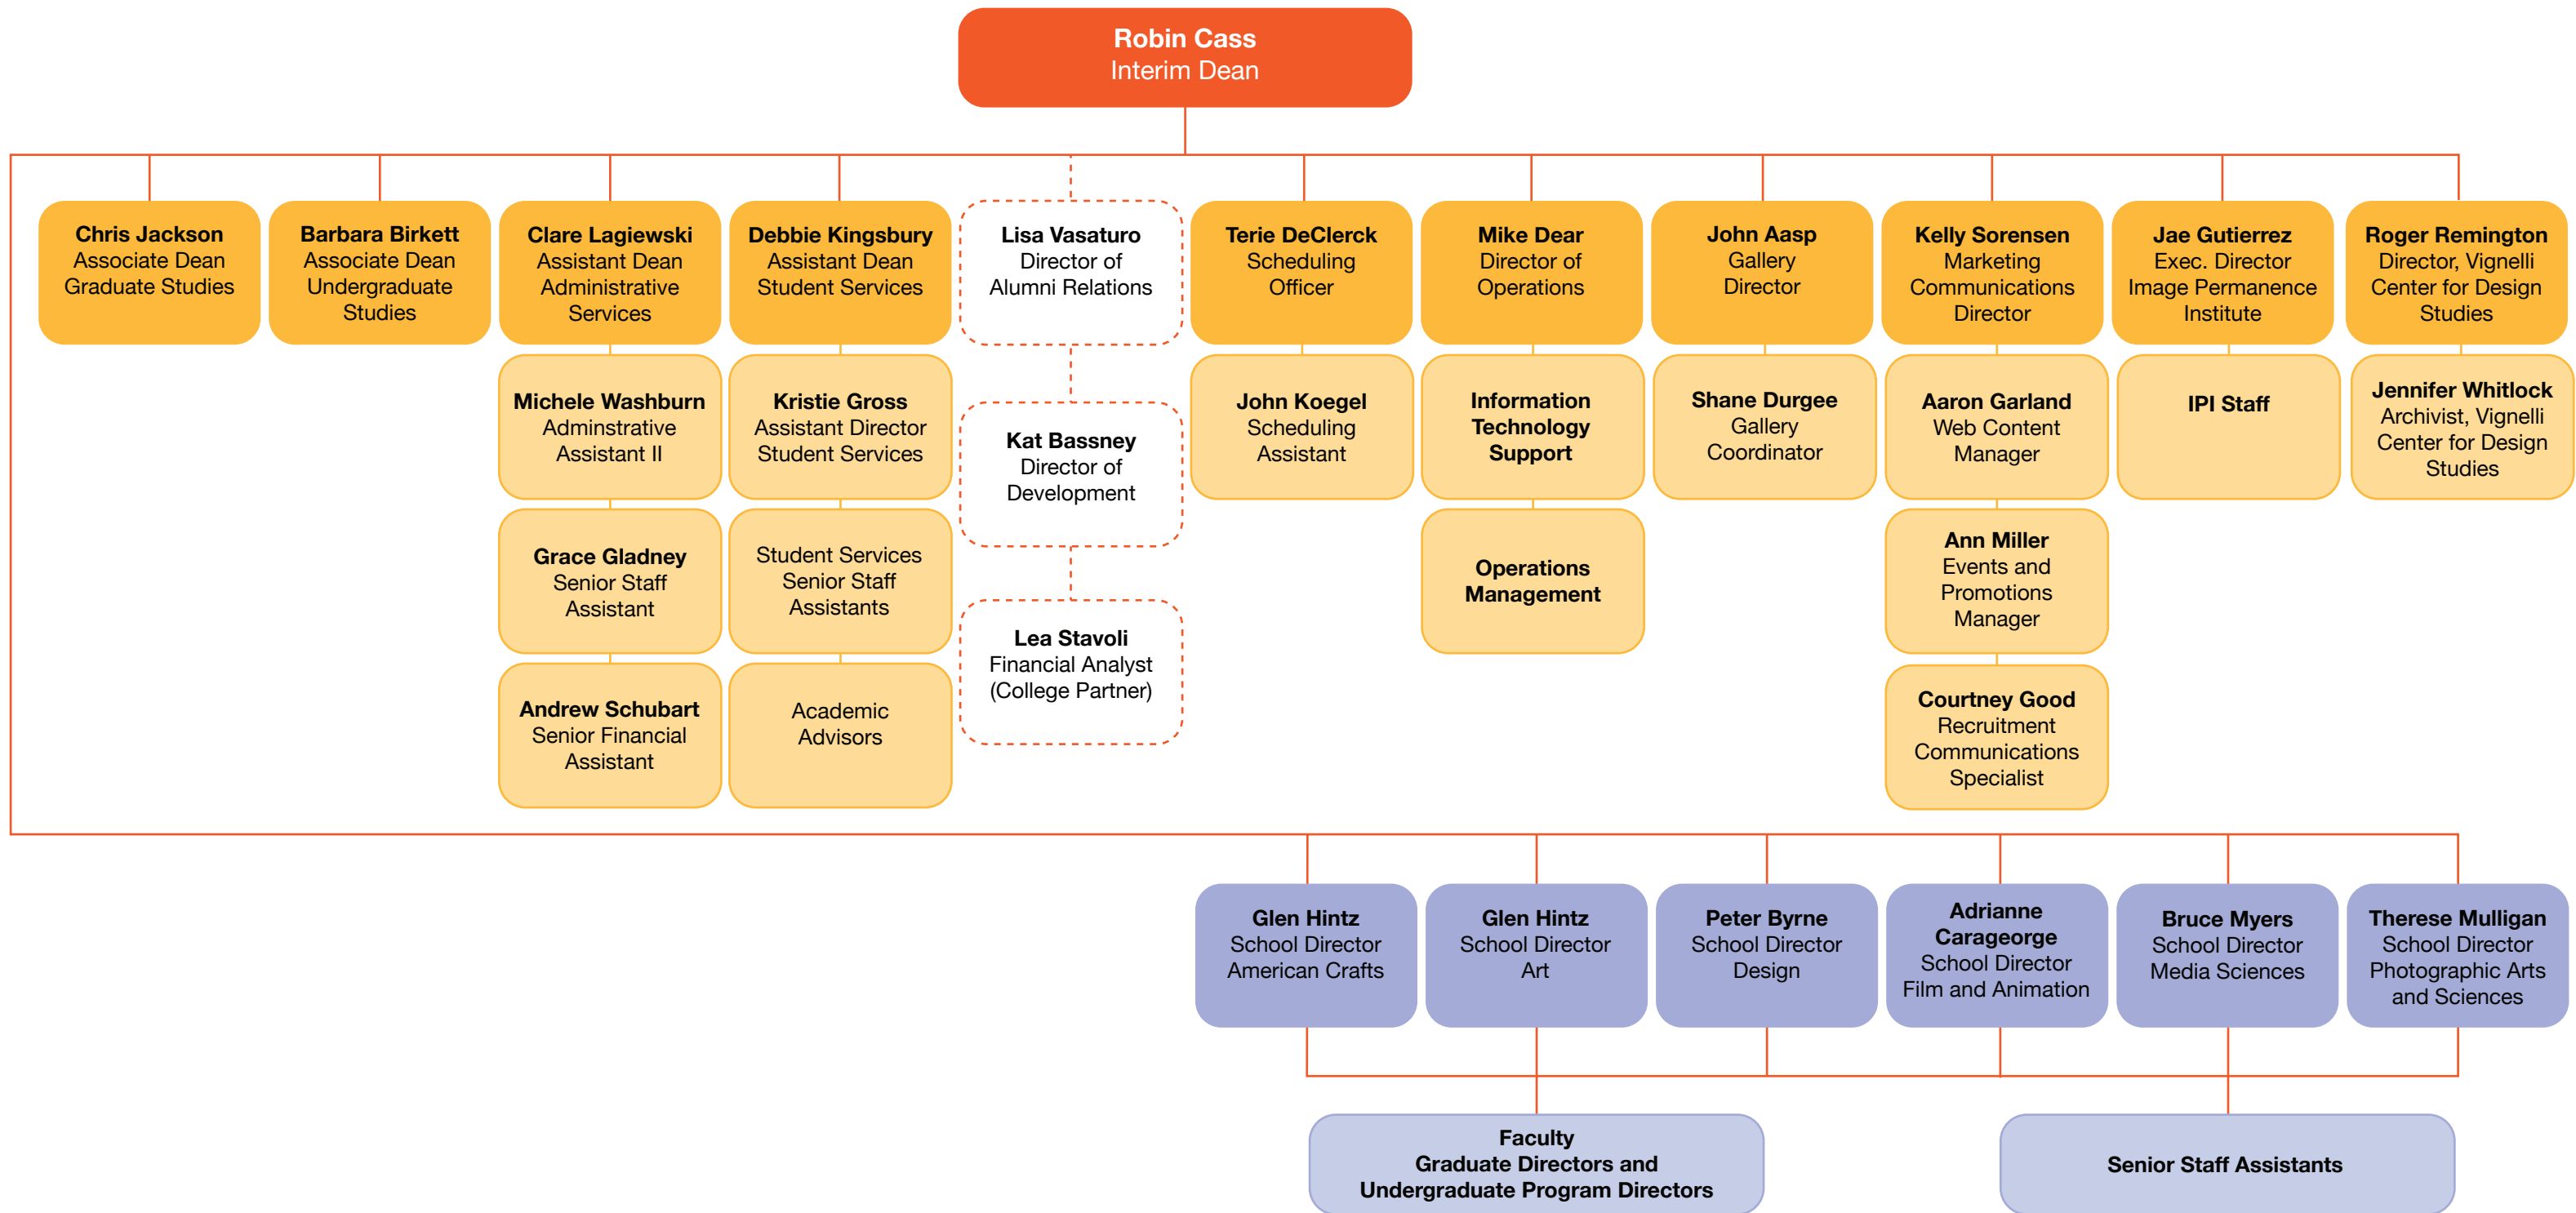 Robin Cass
Interim Dean
Chris Jackson
Associate Dean
Graduate Studies
Barbara Birkett
Associate Dean
Undergraduate
Studies
Clare Lagiewski
Assistant Dean
Administrative
Services
Debbie Kingsbury
Assistant Dean
Student Services
Lisa Vasaturo
Director of
Alumni Relations
Terie DeClerck
Scheduling
Officer
Mike Dear
Director of
Operations
John Aasp
Gallery
Director
Kelly Sorensen
Marketing
Communications
Director
Jae Gutierrez
Exec. Director
Image Permanence
Institute
Roger Remington
Director, Vignelli
Center for Design
Studies
Michele Washburn
Adminstrative
Assistant II
Kristie Gross
Assistant Director
Student Services
Kat Bassney
Director of
Development
John Koegel
Scheduling
Assistant
Information
Technology
Support
Shane Durgee
Gallery
Coordinator
Aaron Garland
Web Content
Manager
IPI Staff
Jennifer Whitlock
Archivist, Vignelli
Center for Design
Studies
Grace Gladney
Senior Staff
Assistant
Student Services
Senior Staff
Assistants
Operations
Management
Ann Miller
Events and
Promotions
Manager
Lea Stavoli
Financial Analyst
(College Partner)
Andrew Schubart
Senior Financial
Assistant
Academic
Advisors
Courtney Good
Recruitment
Communications
Specialist
Glen Hintz
School Director
American Crafts
Glen Hintz
School Director
Art
Peter Byrne
School Director
Design
Adrianne
Carageorge
School Director
Film and Animation
Bruce Myers
School Director
Media Sciences
Therese Mulligan
School Director
Photographic Arts
and Sciences
Faculty
Graduate Directors and
Undergraduate Program Directors
Senior Staff Assistants